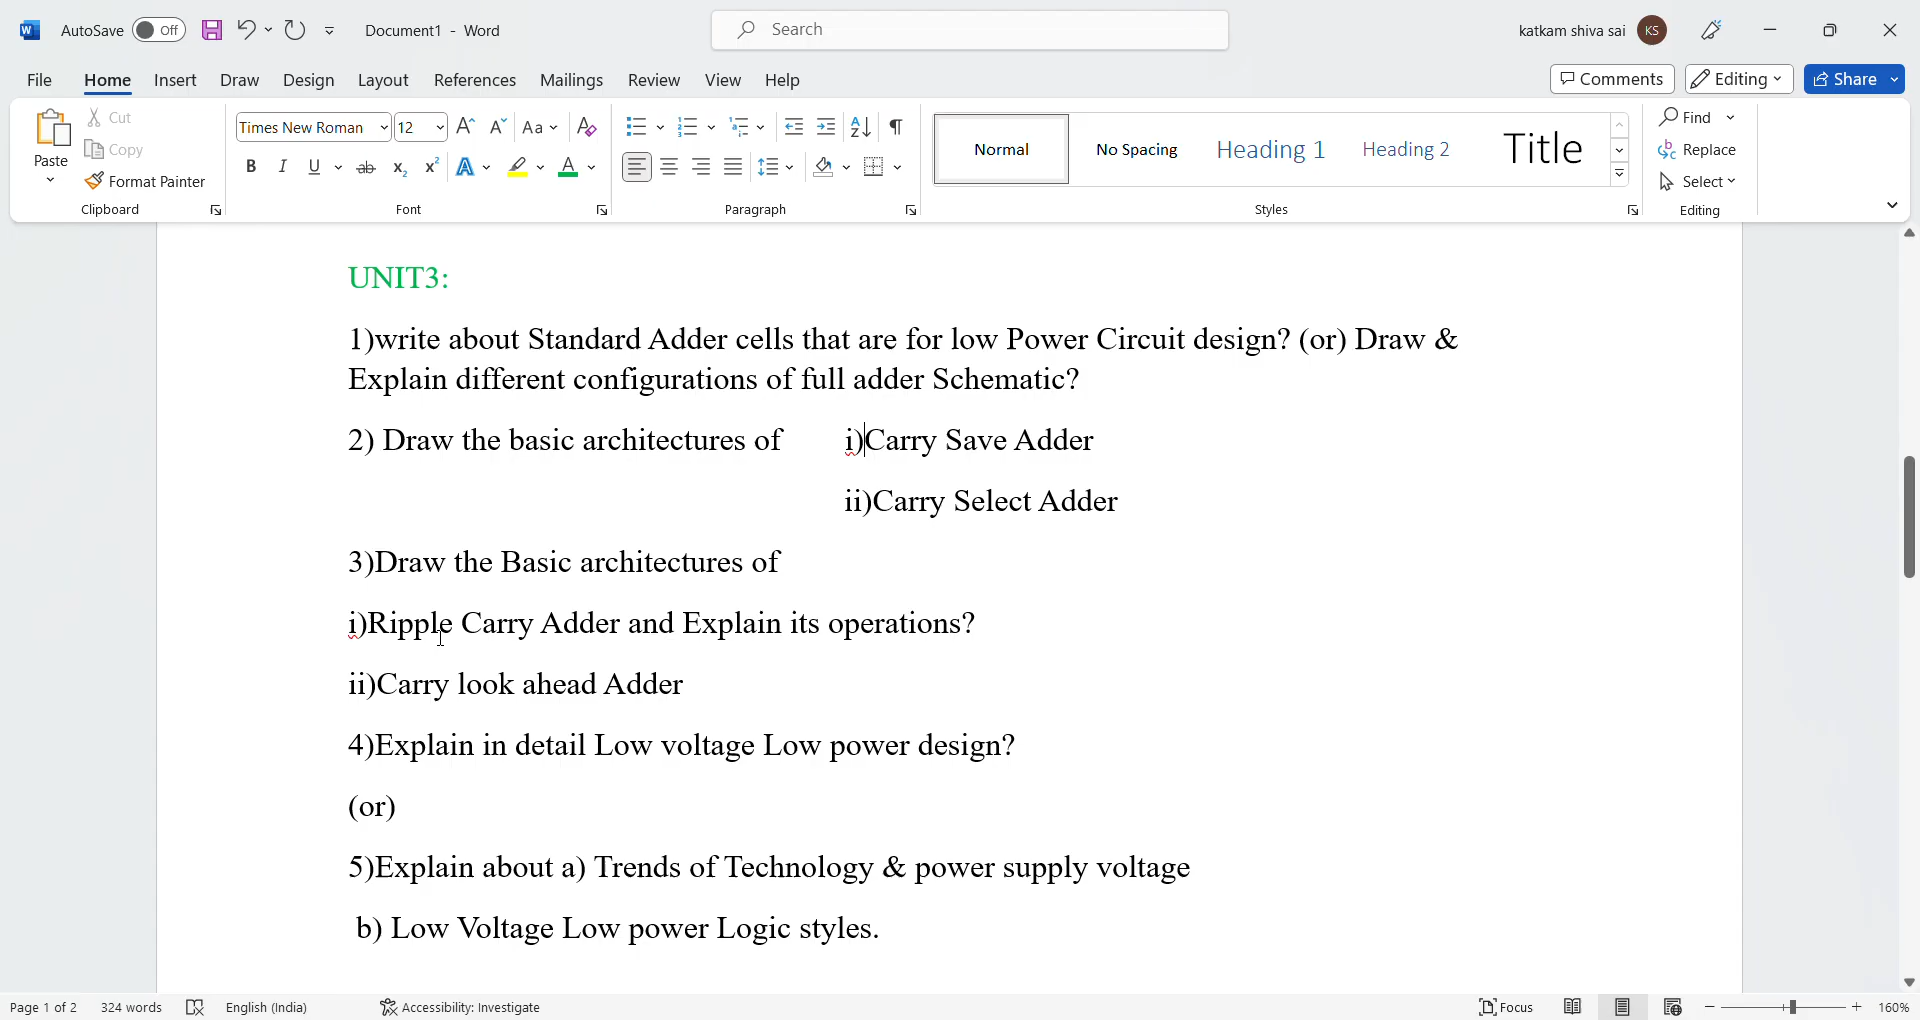 AutoSave Off Document1 - Word Search katkam shiva sai KS
File Home Insert Draw Design Layout References Mailings Review View Help Comments Editing Share
Paste Cut Copy Format Painter Clipboard
Times New Roman 12 Aa B I U ab x₂ x² A A Font
Paragraph
Normal No Spacing Heading 1 Heading 2 Title Styles
Find Replace Select Editing
UNIT3:
1)write about Standard Adder cells that are for low Power Circuit design? (or) Draw &
Explain different configurations of full adder Schematic?
2) Draw the basic architectures of i)Carry Save Adder
ii)Carry Select Adder
3)Draw the Basic architectures of
i)Ripple Carry Adder and Explain its operations?
ii)Carry look ahead Adder
4)Explain in detail Low voltage Low power design?
(or)
5)Explain about a) Trends of Technology & power supply voltage
b) Low Voltage Low power Logic styles.
Page 1 of 2 324 words English (India) Accessibility: Investigate Focus 160%